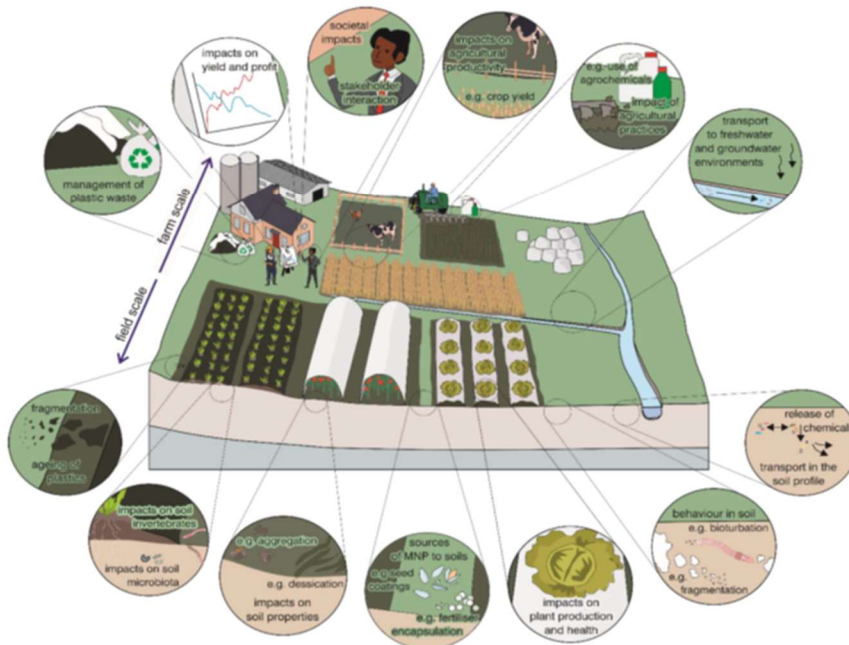 impacts on
yield and profit
societal
impacts
stakeholder
interaction
impacts on
agricultural
productivity
e.g. crop yield
e.g. use of
agrochemicals
impact of
agricultural
practices
transport
to freshwater
and groundwater
environments
management of
plastic waste
farm scale
field scale
fragmentation
ageing of
plastics
impacts on soil
invertebrates
impacts on soil
microbiota
e.g. aggregation
e.g. dessication
impacts on
soil properties
sources
of MNP to soils
e.g seed
coatings
e.g. fertiliser
encapsulation
impacts on
plant production
and health
behaviour in soil
e.g. bioturbation
e.g.
fragmentation
release of
chemical
transport in the
soil profile